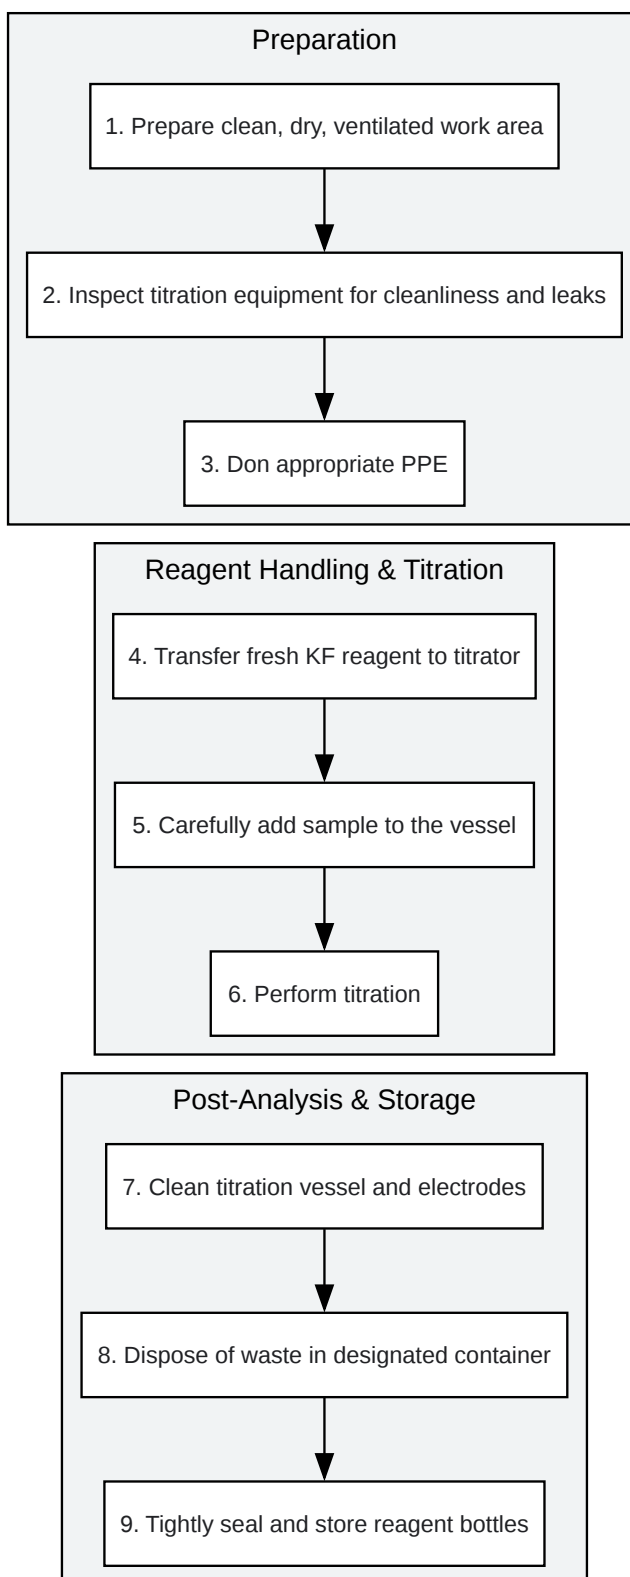 Preparation
1. Prepare clean, dry, ventilated work area
2. Inspect titration equipment for cleanliness and leaks
3. Don appropriate PPE
Reagent Handling & Titration
4. Transfer fresh KF reagent to titrator
5. Carefully add sample to the vessel
6. Perform titration
Post-Analysis & Storage
7. Clean titration vessel and electrodes
8. Dispose of waste in designated container
9. Tightly seal and store reagent bottles